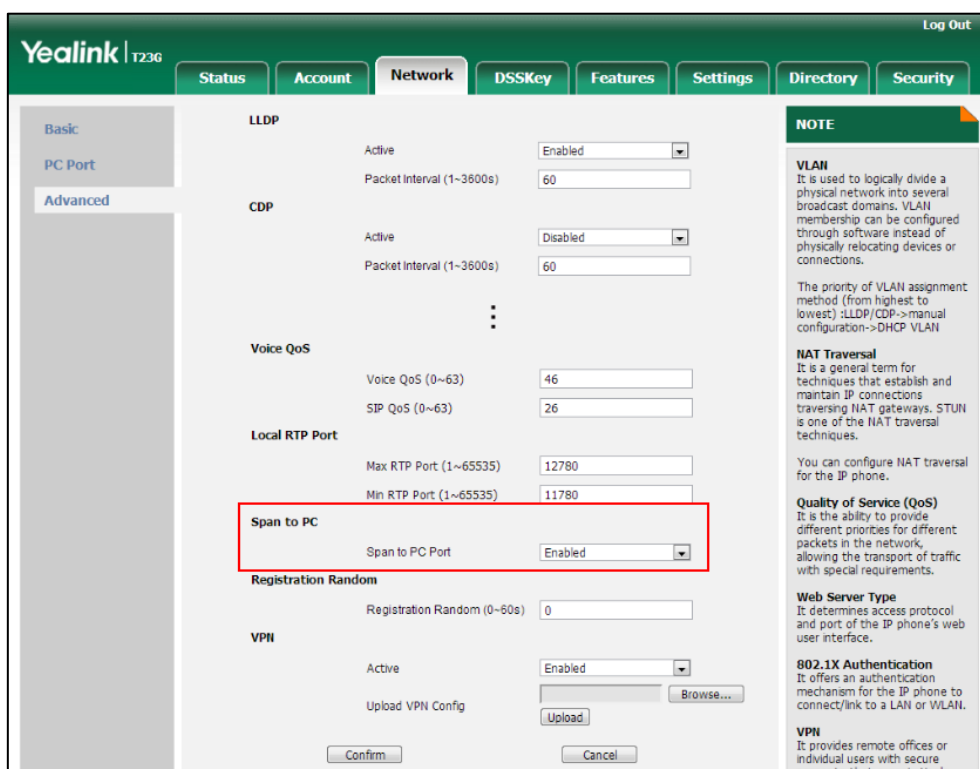 Log Out
Yealink | T23G
Status Account Network DSSKey Features Settings Directory Security
Basic
PC Port
Advanced
LLDP
Active Enabled
Packet Interval (1~3600s) 60
CDP
Active Disabled
Packet Interval (1~3600s) 60
Voice QoS
Voice QoS (0~63) 46
SIP QoS (0~63) 26
Local RTP Port
Max RTP Port (1~65535) 12780
Min RTP Port (1~65535) 11780
Span to PC
Span to PC Port Enabled
Registration Random
Registration Random (0~60s) 0
VPN
Active Enabled
Upload VPN Config Browse...
Upload
Confirm Cancel
NOTE
VLAN
It is used to logically divide a
physical network into several
broadcast domains. VLAN
membership can be configured
through software instead of
physically relocating devices or
connections.
The priority of VLAN assignment
method (from highest to
lowest) :LLDP/CDP->manual
configuration->DHCP VLAN
NAT Traversal
It is a general term for
techniques that establish and
maintain IP connections
traversing NAT gateways. STUN
is one of the NAT traversal
techniques.
You can configure NAT traversal
for the IP phone.
Quality of Service (QoS)
It is the ability to provide
different priorities for different
packets in the network,
allowing the transport of traffic
with special requirements.
Web Server Type
It determines access protocol
and port of the IP phone's web
user interface.
802.1X Authentication
It offers an authentication
mechanism for the IP phone to
connect/link to a LAN or WLAN.
VPN
It provides remote offices or
individual users with secure